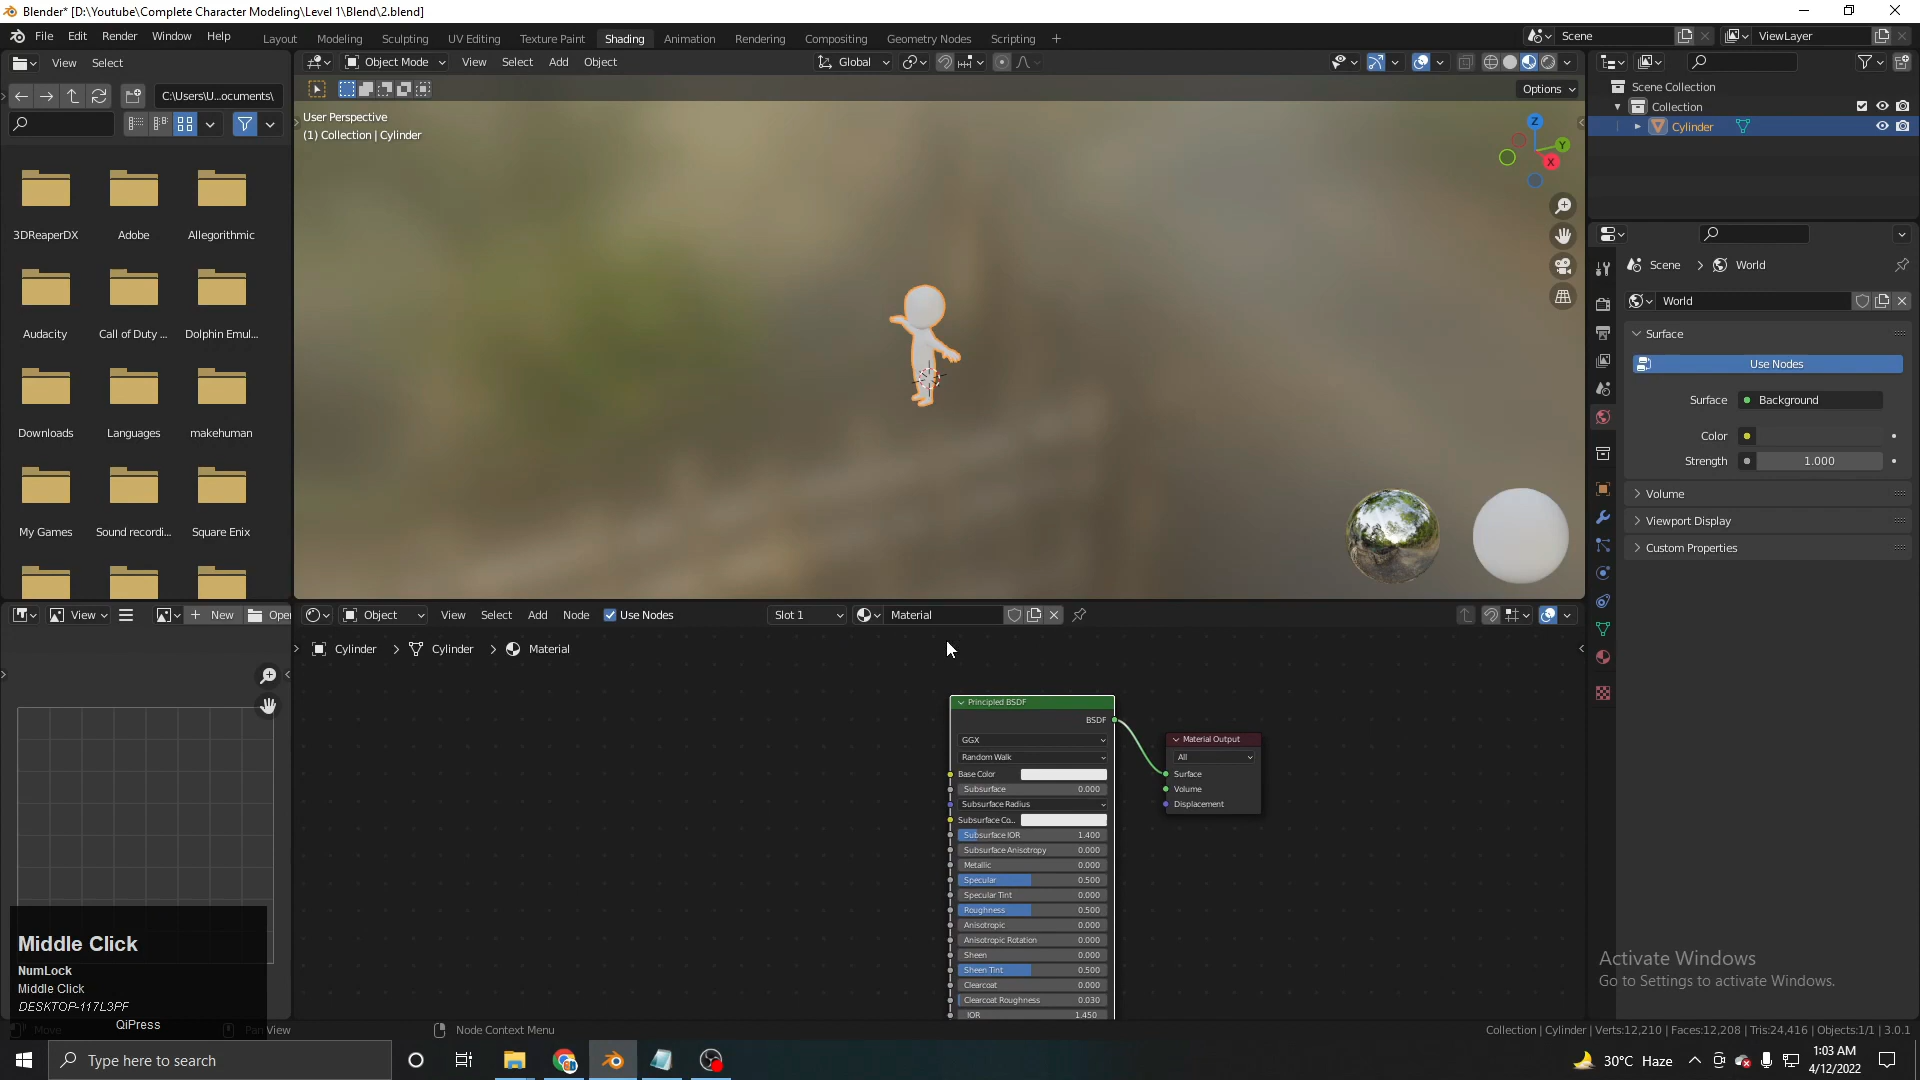 Blender* [D:\Youtube\Complete Character Modeling\Level 1\Blend\2.blend]
File Edit Render Window Help
Layout Modeling Sculpting UV Editing Texture Paint Shading Animation Rendering Compositing Geometry Nodes Scripting +
Scene
ViewLayer
View Select
C:\Users\U...ocuments\
3DReaperDX
Adobe
Allegorithmic
Audacity
Call of Duty ...
Dolphin Emul...
Downloads
Languages
makehuman
My Games
Sound recordi...
Square Enix
Object Mode View Select Add Object
Global
Options
User Perspective
(1) Collection | Cylinder
Z
Y
X
Scene Collection
Collection
Cylinder
Scene > World
World
Surface
Use Nodes
Surface Background
Color
Strength 1.000
Volume
Viewport Display
Custom Properties
View
+ New
Ope
Object View Select Add Node Use Nodes
Slot 1
Material
Cylinder > Cylinder > Material
Principled BSDF
BSDF
GGX
Random Walk
Base Color
Subsurface 0.000
Subsurface Radius
Subsurface Co...
Subsurface IOR 1.400
Subsurface Anisotropy 0.000
Metallic 0.000
Specular 0.500
Specular Tint 0.000
Roughness 0.500
Anisotropic 0.000
Anisotropic Rotation 0.000
Sheen 0.000
Sheen Tint 0.500
Clearcoat 0.000
Clearcoat Roughness 0.030
IOR 1.450
Material Output
All
Surface
Volume
Displacement
Middle Click
NumLock
Middle Click
DESKTOP-117L3PF
QiPress
Move
Pan View
Node Context Menu
Activate Windows
Go to Settings to activate Windows.
Collection | Cylinder | Verts:12,210 | Faces:12,208 | Tris:24,416 | Objects:1/1 | 3.0.1
Type here to search
30°C Haze
1:03 AM
4/12/2022